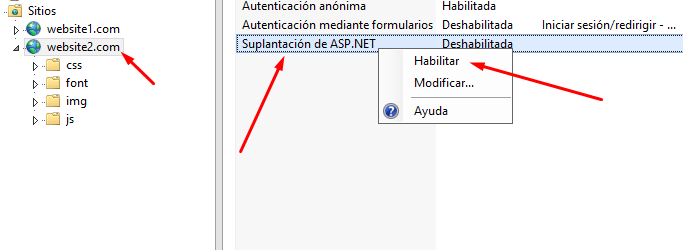 Sitios
website1.com
website2.com
css
font
img
js
Autenticación anónima Habilitada
Autenticación mediante formularios Deshabilitada Iniciar sesión/redirigir - ...
Suplantación de ASP.NET Deshabilitada
Habilitar
Modificar...
Ayuda